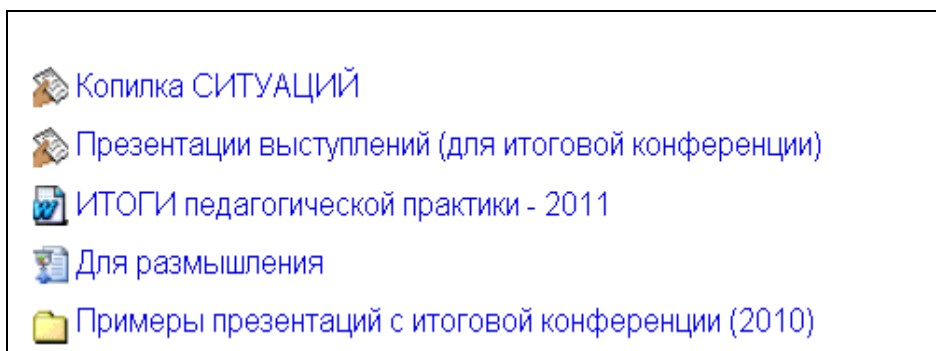 Копилка СИТУАЦИЙ
Презентации выступлений (для итоговой конференции)
ИТОГИ педагогической практики - 2011
Для размышления
Примеры презентаций с итоговой конференции (2010)